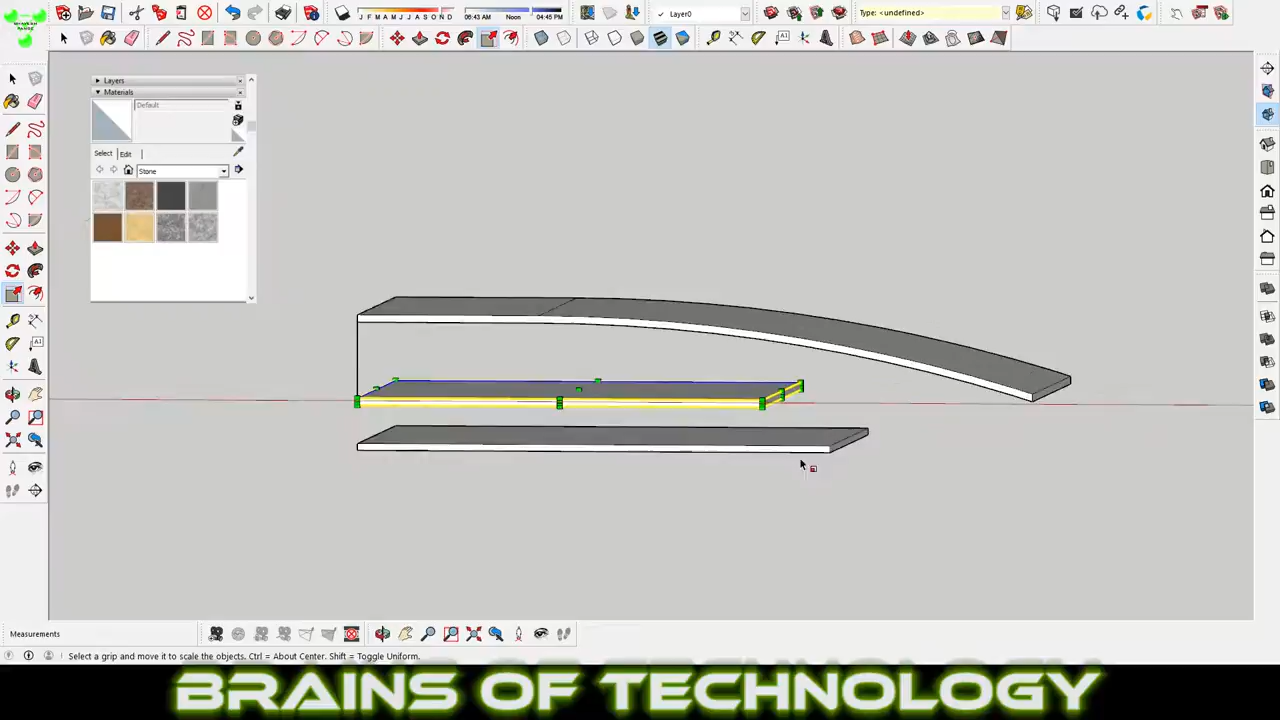 J F M A M J J A S O N D
06:43 AM Noon 04:45 PM
Layer0
Type: <undefined>
Layers
Materials
Default
Select Edit
Stone
Measurements
Select a grip and move it to scale the objects. Ctrl = About Center. Shift = Toggle Uniform.
BRAINS OF TECHNOLOGY